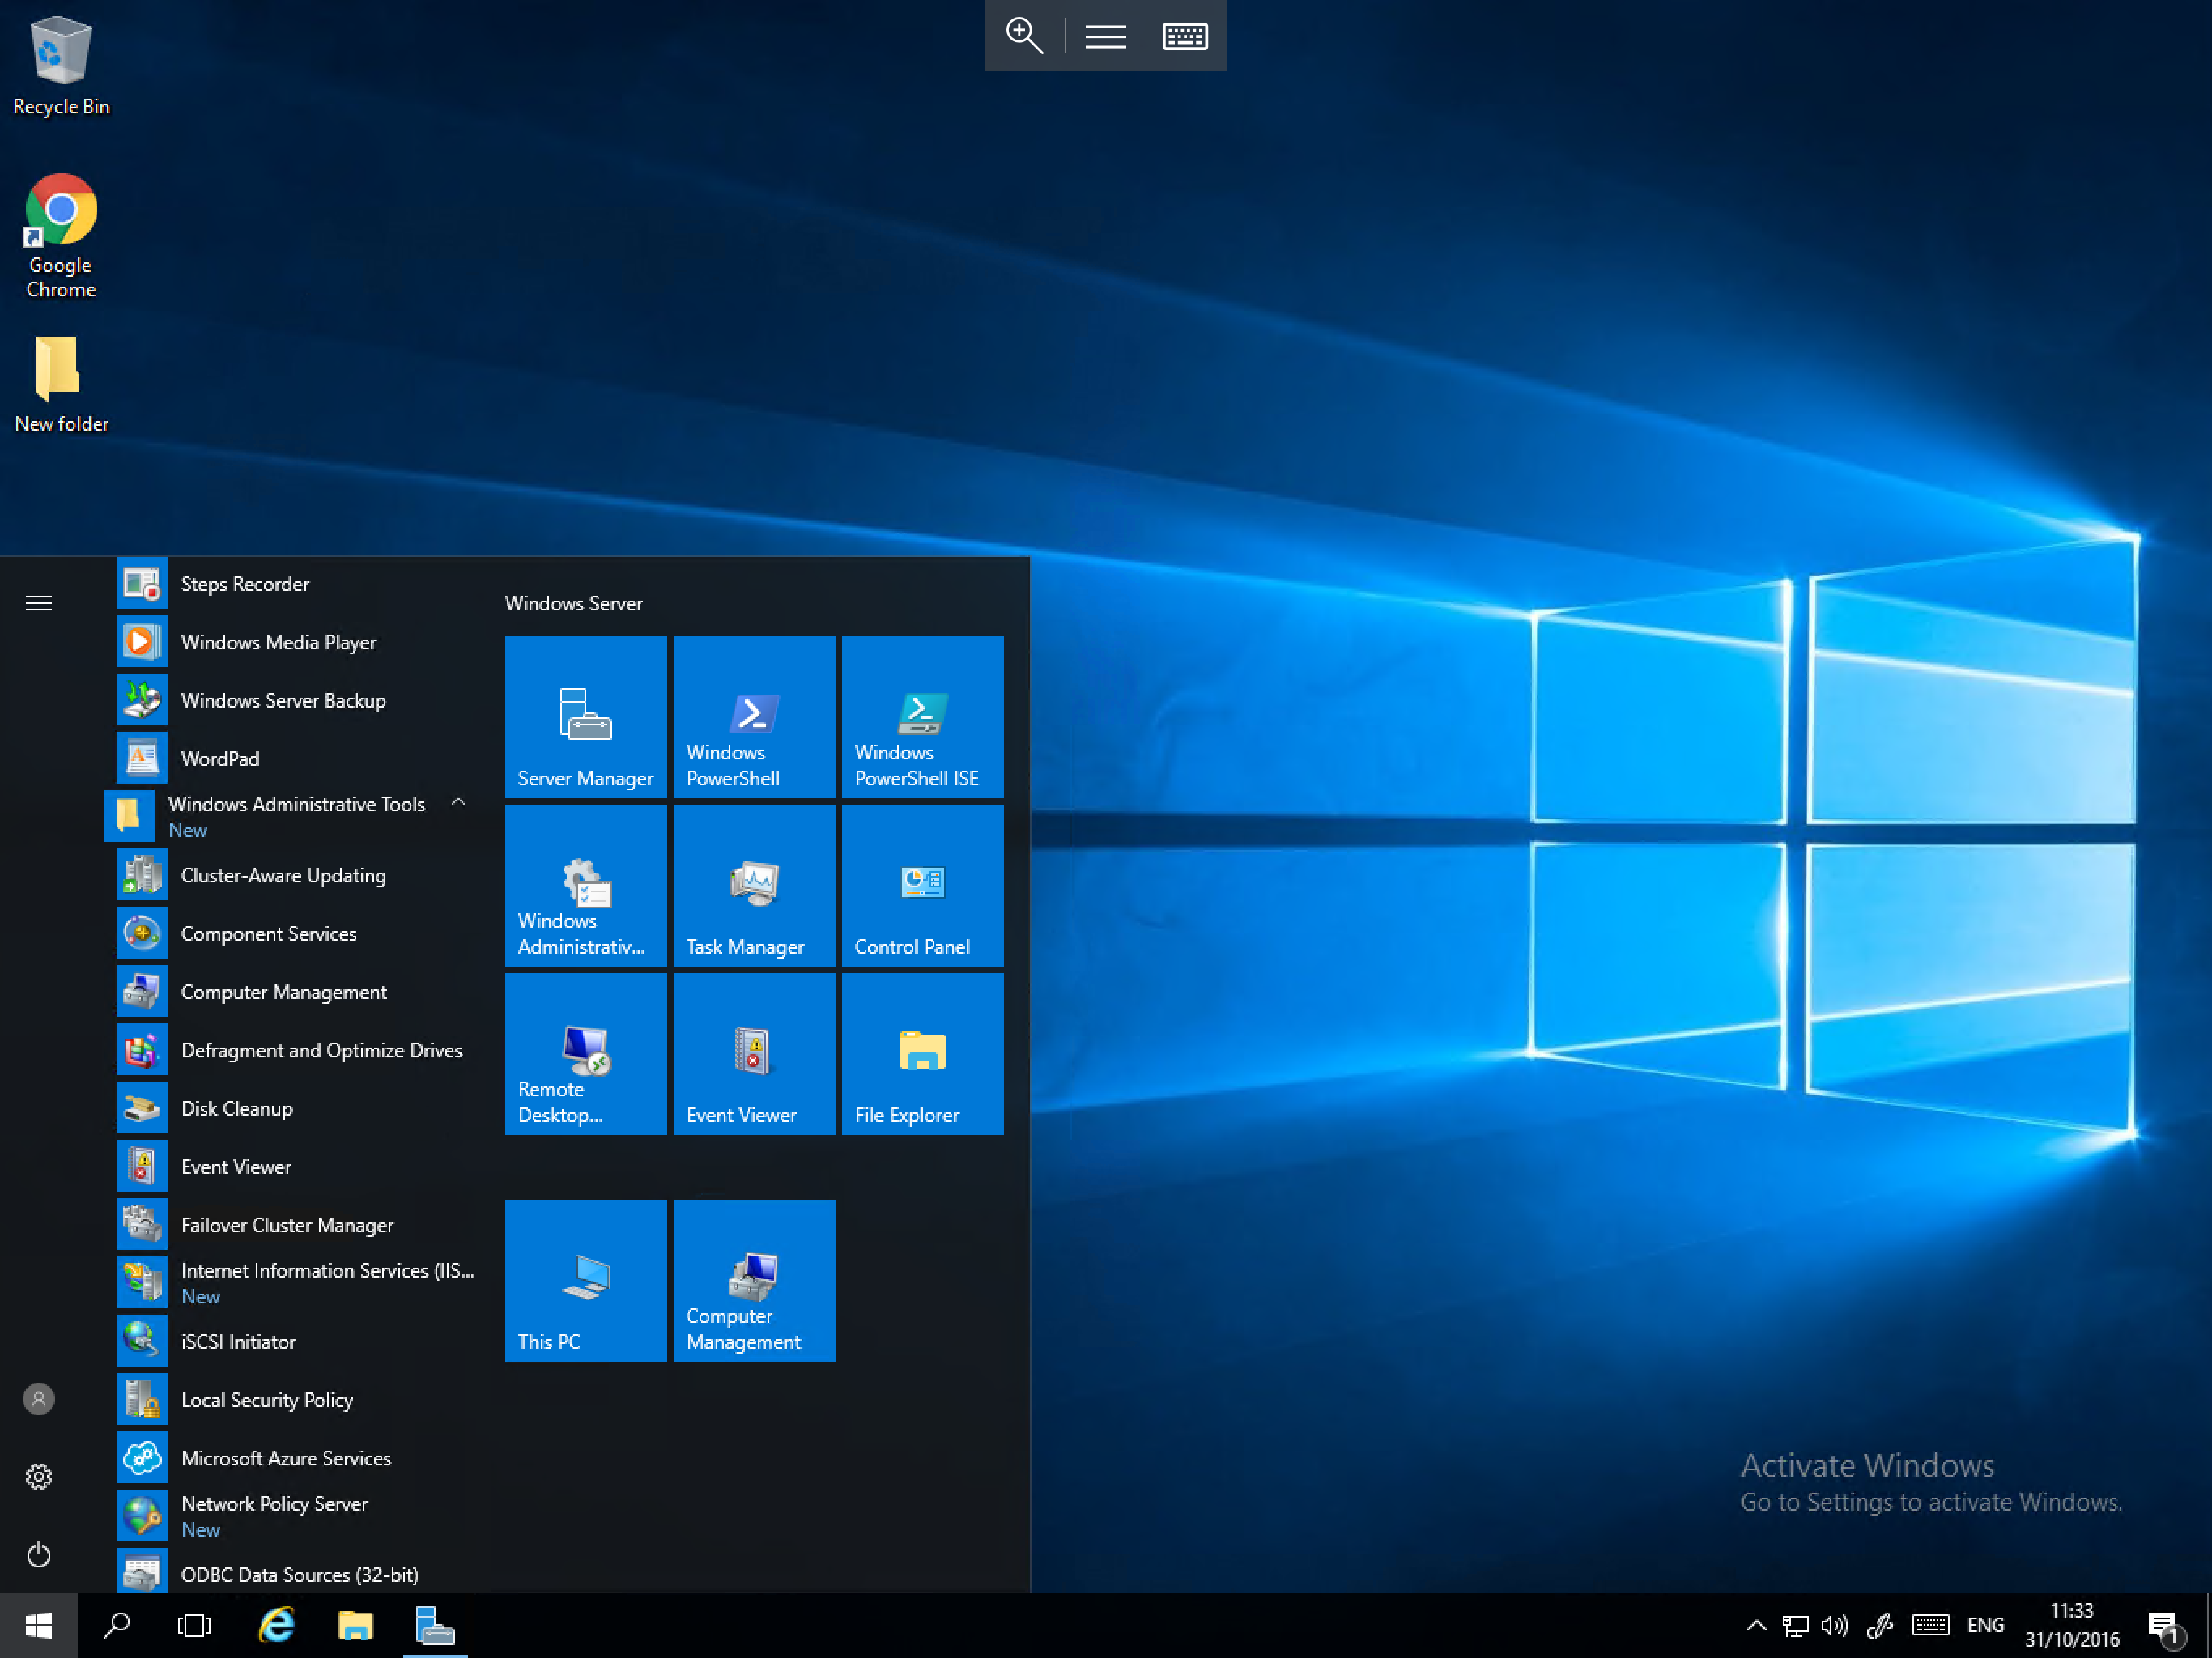 Recycle Bin
Google
Chrome
New folder
Steps Recorder
Windows Media Player
Windows Server Backup
WordPad
Windows Administrative Tools
New
Cluster-Aware Updating
Component Services
Computer Management
Defragment and Optimize Drives
Disk Cleanup
Event Viewer
Failover Cluster Manager
Internet Information Services (IIS...
New
iSCSI Initiator
Local Security Policy
Microsoft Azure Services
Network Policy Server
New
ODBC Data Sources (32-bit)
Windows Server
Server Manager
Windows
PowerShell
Windows
PowerShell ISE
Windows
Administrativ...
Task Manager
Control Panel
Remote
Desktop...
Event Viewer
File Explorer
This PC
Computer
Management
Activate Windows
Go to Settings to activate Windows.
ENG
11:33
31/10/2016
1